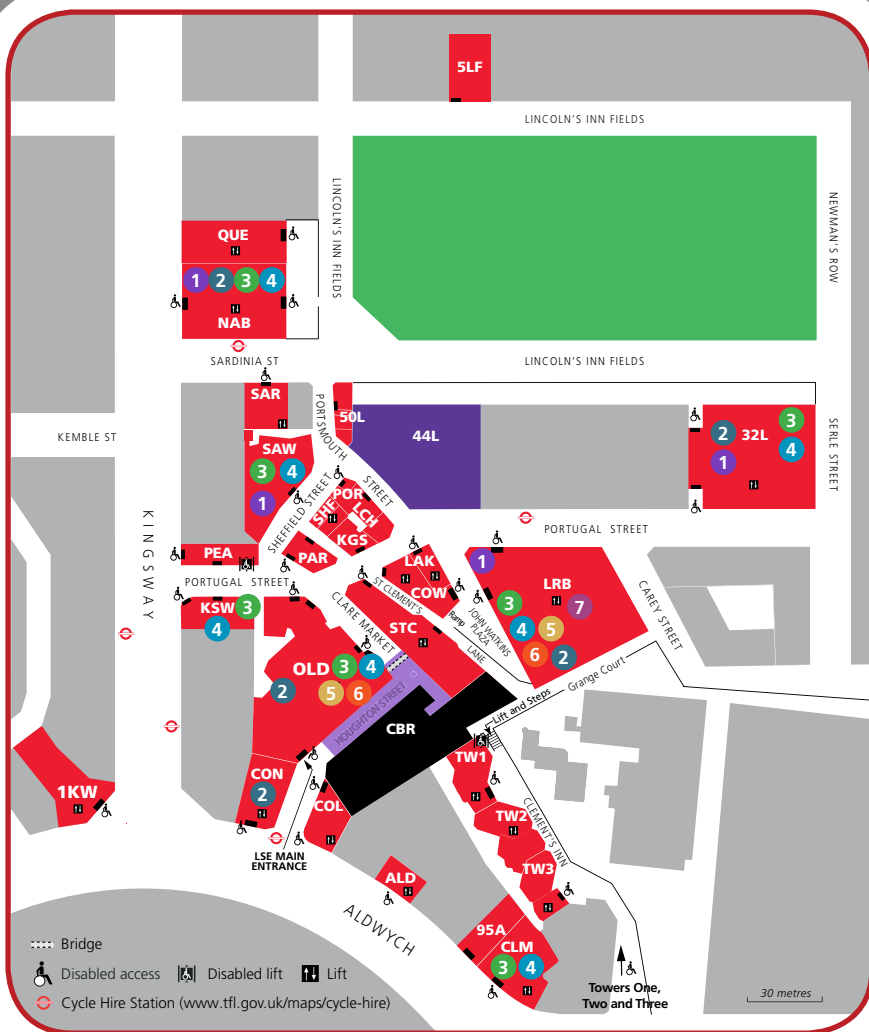 5LF
LINCOLN'S INN FIELDS
LINCOLN'S INN FIELDS
NEWMAN'S ROW
QUE
1 2 3 4
NAB
SARDINIA ST
LINCOLN'S INN FIELDS
SAR
PORTSMOUTH
STREET
50L
44L
2
32L
3
4
1
SERLE STREET
KEMBLE ST
SAW
3 4
1
SHEFFIELD STREET
POR
SHF
LCH
KGS
KINGSWAY
PORTUGAL STREET
PEA
PAR
LAK
COW
1
LRB
3
7
4
5
6
2
CAREY STREET
PORTUGAL STREET
KSW
3
4
ST CLEMENT'S
LANE
Ramp
JOHN WATKINS
PLAZA
CLARE MARKET
STC
OLD
3 4
2
5 6
HOUGHTON STREET
CBR
Grange Court
Lift and Steps
TW1
1KW
CON
2
COL
TW2
CLEMENT'S INN
TW3
LSE MAIN
ENTRANCE
ALD
ALDWYCH
95A
CLM
3 4
Towers One,
Two and Three
30 metres
Bridge
Disabled access
Disabled lift
Lift
Cycle Hire Station (www.tfl.gov.uk/maps/cycle-hire)